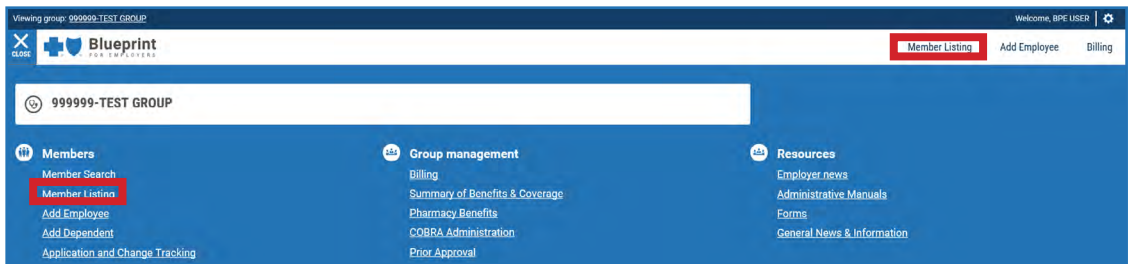 Viewing group: 999999-TEST GROUP
Welcome, BPE USER
CLOSE
Blueprint
FOR EMPLOYERS
Member Listing
Add Employee
Billing
999999-TEST GROUP
Members
Member Search
Member Listing
Add Employee
Add Dependent
Application and Change Tracking
Group management
Billing
Summary of Benefits & Coverage
Pharmacy Benefits
COBRA Administration
Prior Approval
Resources
Employer news
Administrative Manuals
Forms
General News & Information